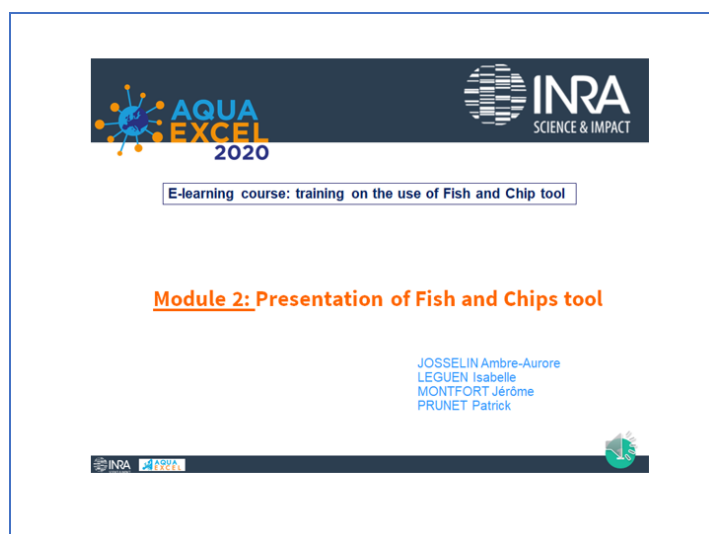 AQUA
EXCEL
2020
INRA
SCIENCE & IMPACT
E-learning course: training on the use of Fish and Chip tool
Module 2: Presentation of Fish and Chips tool
JOSSELIN Ambre-Aurore
LEGUEN Isabelle
MONTFORT Jérôme
PRUNET Patrick
INRA
AQUA
EXCEL